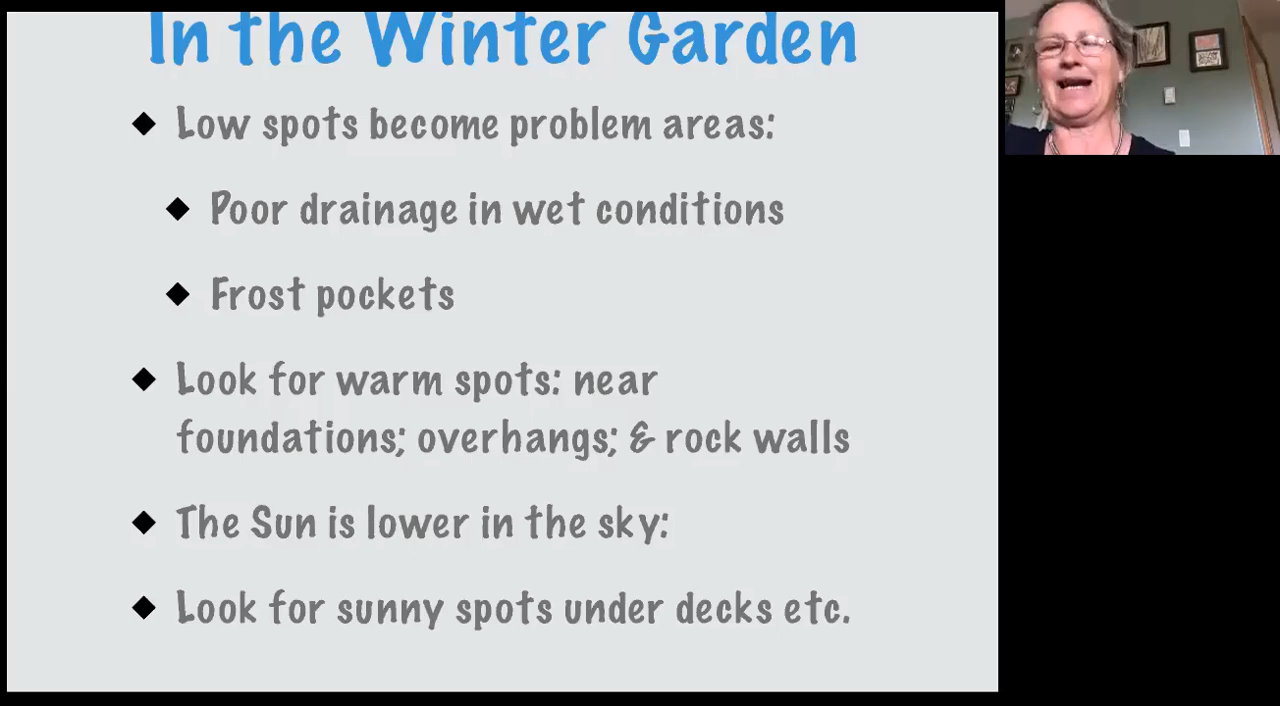 In the Winter Garden
Low spots become problem areas:
Poor drainage in wet conditions
Frost pockets
Look for warm spots: near
foundations; overhangs; & rock walls
The Sun is lower in the sky:
Look for sunny spots under decks etc.